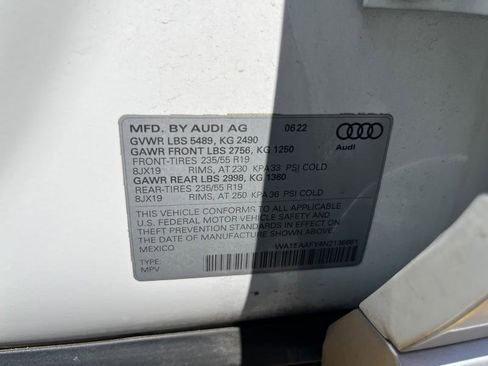 MFD. BY AUDI AG 06 22
GVWR LBS 5489, KG 2490
GAWR FRONT LBS 2756, KG 1250
FRONT-TIRES 235/55 R19
8JX19 RIMS, AT 230 KPA33 PSI COLD
GAWR REAR LBS 2998, KG 1360
REAR-TIRES 235/55 R19
8JX19 RIMS, AT 250 KPA36 PSI COLD
THIS VEHICLE CONFORMS TO ALL APPLICABLE
U.S. FEDERAL MOTOR VEHICLE SAFETY AND
THEFT PREVENTION STANDARDS IN EFFECT ON
THE DATE OF MANUFACTURE SHOWN ABOVE.
MEXICO
TYPE:
MPV
Audi